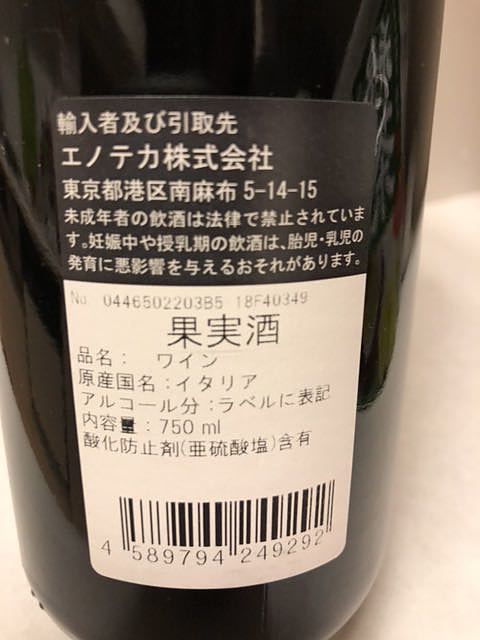 輸入者及び引取先
エノテカ株式会社
東京都港区南麻布 5-14-15
未成年者の飲酒は法律で禁止されていま
す。妊娠中や授乳期の飲酒は、胎児・乳児の
発育に悪影響を与えるおそれがあります。
No. 0446502203B5 18F40349
果実酒
品名： ワイン
原産国名：イタリア
アルコール分：ラベルに表記
内容量：750 ml
酸化防止剤(亜硫酸塩)含有
4 589794 249292